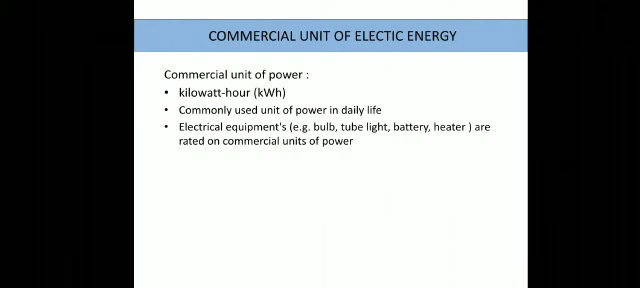 COMMERCIAL UNIT OF ELECTIC ENERGY
Commercial unit of power :
• kilowatt-hour (kWh)
• Commonly used unit of power in daily life
• Electrical equipment's (e.g. bulb, tube light, battery, heater ) are
rated on commercial units of power